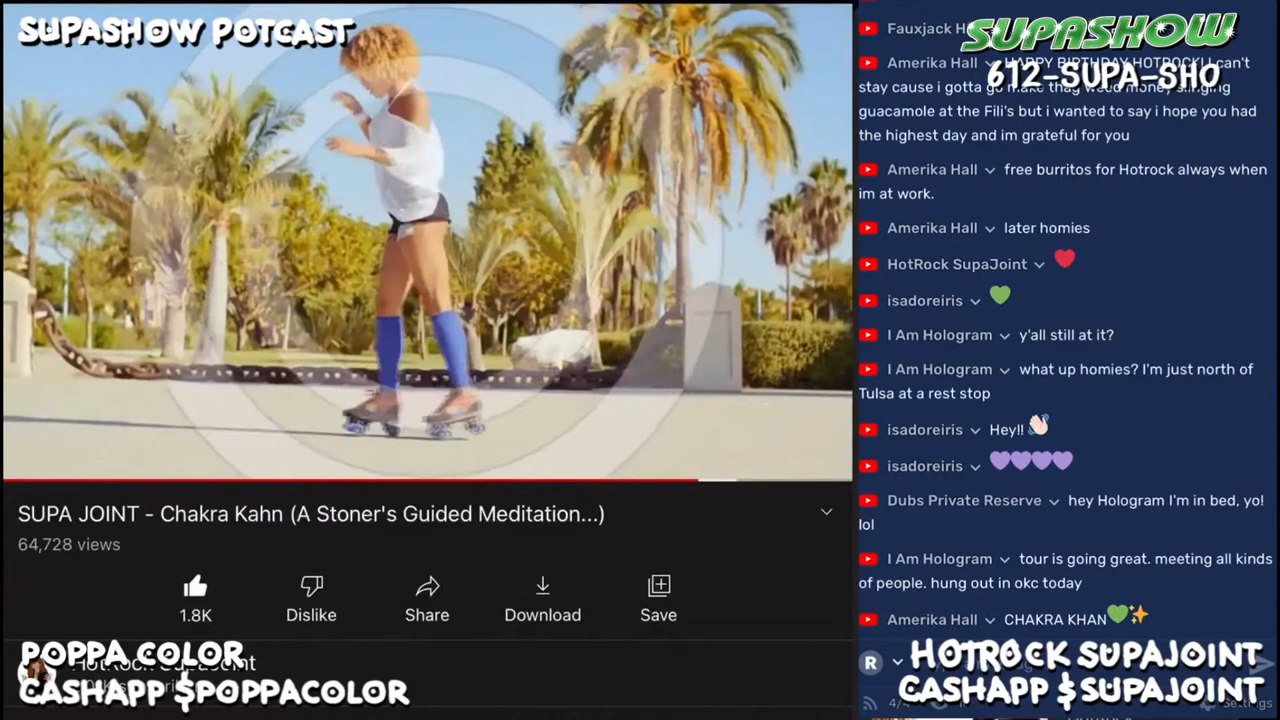 SUPASHOW POTCAST
SUPA JOINT - Chakra Kahn (A Stoner's Guided Meditation...)
64,728 views
1.8K
Dislike
Share
Download
Save
HotRock SupaJoint
POPPA COLOR
CASHAPP $POPPACOLOR
Fauxjack
SUPASHOW
612-SUPA-SHO
Amerika Hall HAPPY BIRTHDAY HOTROCK! I can't
stay cause i gotta go make thag weed money slinging
guacamole at the Fili's but i wanted to say i hope you had
the highest day and im grateful for you
Amerika Hall free burritos for Hotrock always when
im at work.
Amerika Hall later homies
HotRock SupaJoint ❤️
isadoreiris 💚
I Am Hologram y'all still at it?
I Am Hologram what up homies? I'm just north of
Tulsa at a rest stop
isadoreiris Hey!! 👋🏻
isadoreiris 💜💜💜💜
Dubs Private Reserve hey Hologram I'm in bed, yo!
lol
I Am Hologram tour is going great. meeting all kinds
of people. hung out in okc today
Amerika Hall CHAKRA KHAN💚✨
R
HOTROCK SUPAJOINT
CASHAPP $SUPAJOINT
Settings